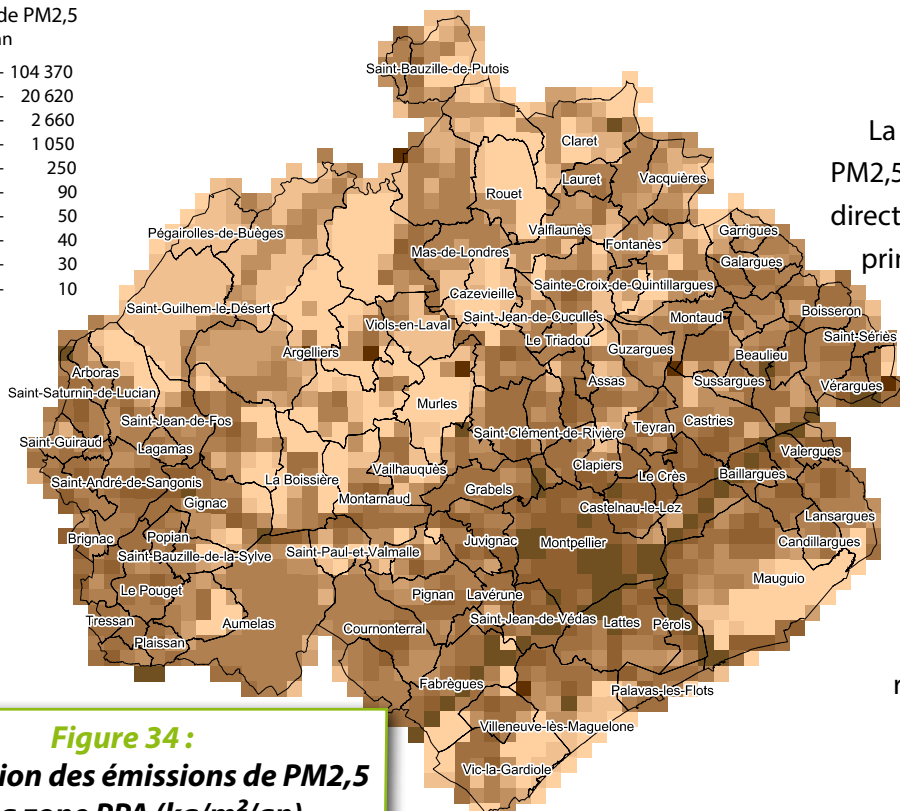 de PM2,5
- 104 370
- 20 620
- 2 660
- 1 050
- 250
- 90
- 50
- 40
- 30
- 10
Saint-Bauzille-de-Putois
Claret
Lauret
Vacquières
Rouet
Pégairolles-de-Buèges
Valflaunès
Garrigues
Fontanès
Mas-de-Londres
Galargues
Sainte-Croix-de-Quintillargues
Cazevieille
Saint-Guilhem-le-Désert
Boisseron
Saint-Jean-de-Cuculles
Montaud
Viols-en-Laval
Le Triadou
Saint-Sériès
Argelliers
Guzargues
Beaulieu
Arboras
Assas
Sussargues
Vérargues
Saint-Saturnin-de-Lucian
Murles
Saint-Jean-de-Fos
Castries
Teyran
Saint-Clément-de-Rivière
Saint-Guiraud
Lagamas
Valergues
Vailhauquès
Clapiers
Baillargues
Le Crès
La Boissière
Saint-André-de-Sangonis
Grabels
Montarnaud
Gignac
Castelnau-le-Lez
Lansargues
Brignac
Popian
Juvignac
Montpellier
Candillargues
Saint-Bauzille-de-la-Sylve
Saint-Paul-et-Valmalle
Mauguio
Le Pouget
Pignan
Lavérune
Tressan
Aumelas
Saint-Jean-de-Védas
Lattes
Pérols
Cournonterral
Plaissan
Fabrègues
Palavas-les-Flots
Villeneuve-lès-Maguelone
Vic-la-Gardiole
La
PM2,5
direct
prin
r
Figure 34 :
ion des émissions de PM2,5
zone PPA (kg/m²/an)